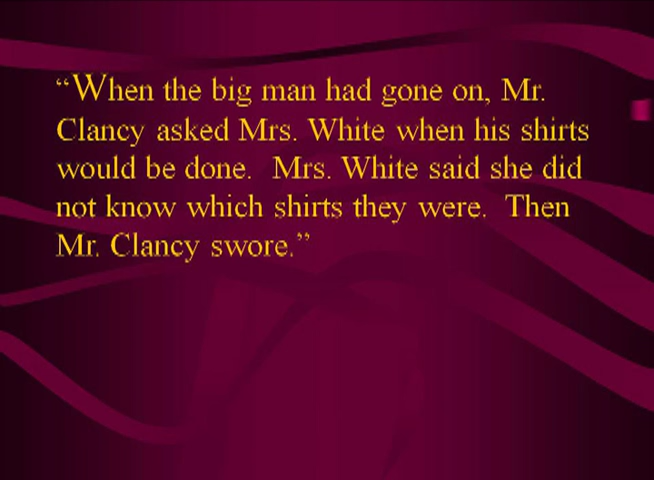 “When the big man had gone on, Mr.
Clancy asked Mrs. White when his shirts
would be done.  Mrs. White said she did
not know which shirts they were.  Then
Mr. Clancy swore.”